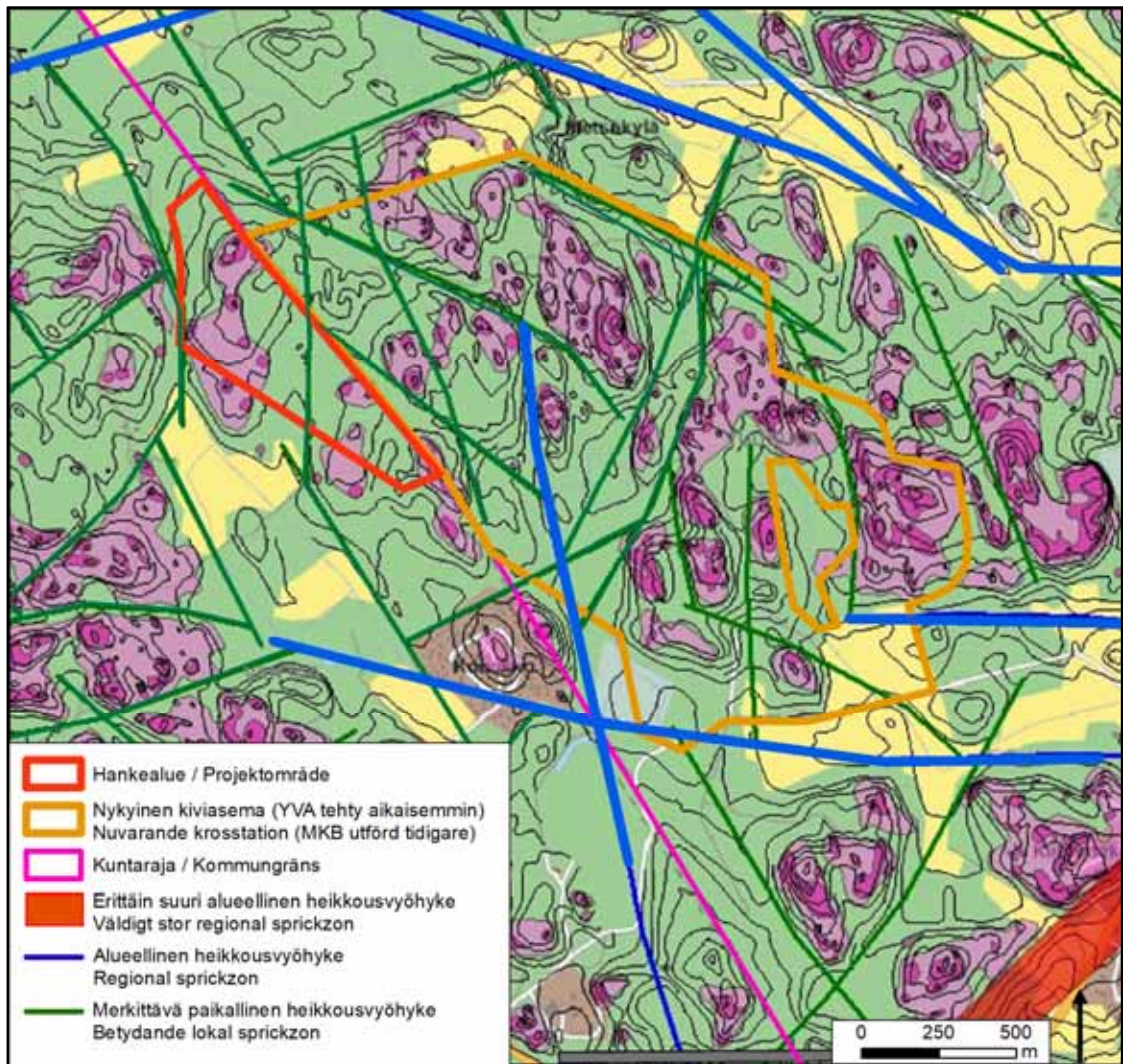 Metsäkylä
Hankealue / Projektområde
Nykyinen kiviasema (YVA tehty aikaisemmin)
Nuvarande krosstation (MKB utförd tidigare)
Kuntaraja / Kommungräns
Erittäin suuri alueellinen heikkousvyöhyke
Väldigt stor regional sprickzon
Alueellinen heikkousvyöhyke
Regional sprickzon
Merkittävä paikallinen heikkousvyöhyke
Betydande lokal sprickzon
0 250 500
m